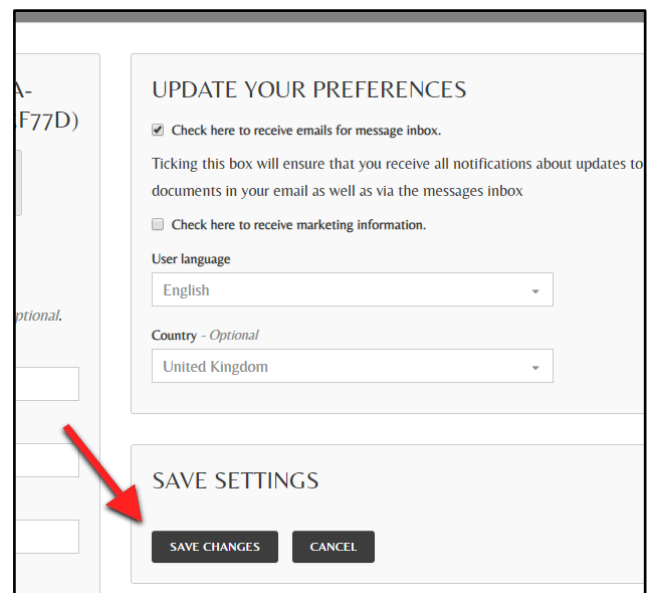 A-
F77D)
ptional.
UPDATE YOUR PREFERENCES
Check here to receive emails for message inbox.
Ticking this box will ensure that you receive all notifications about updates to
documents in your email as well as via the messages inbox
Check here to receive marketing information.
User language
English
Country - Optional
United Kingdom
SAVE SETTINGS
SAVE CHANGES
CANCEL